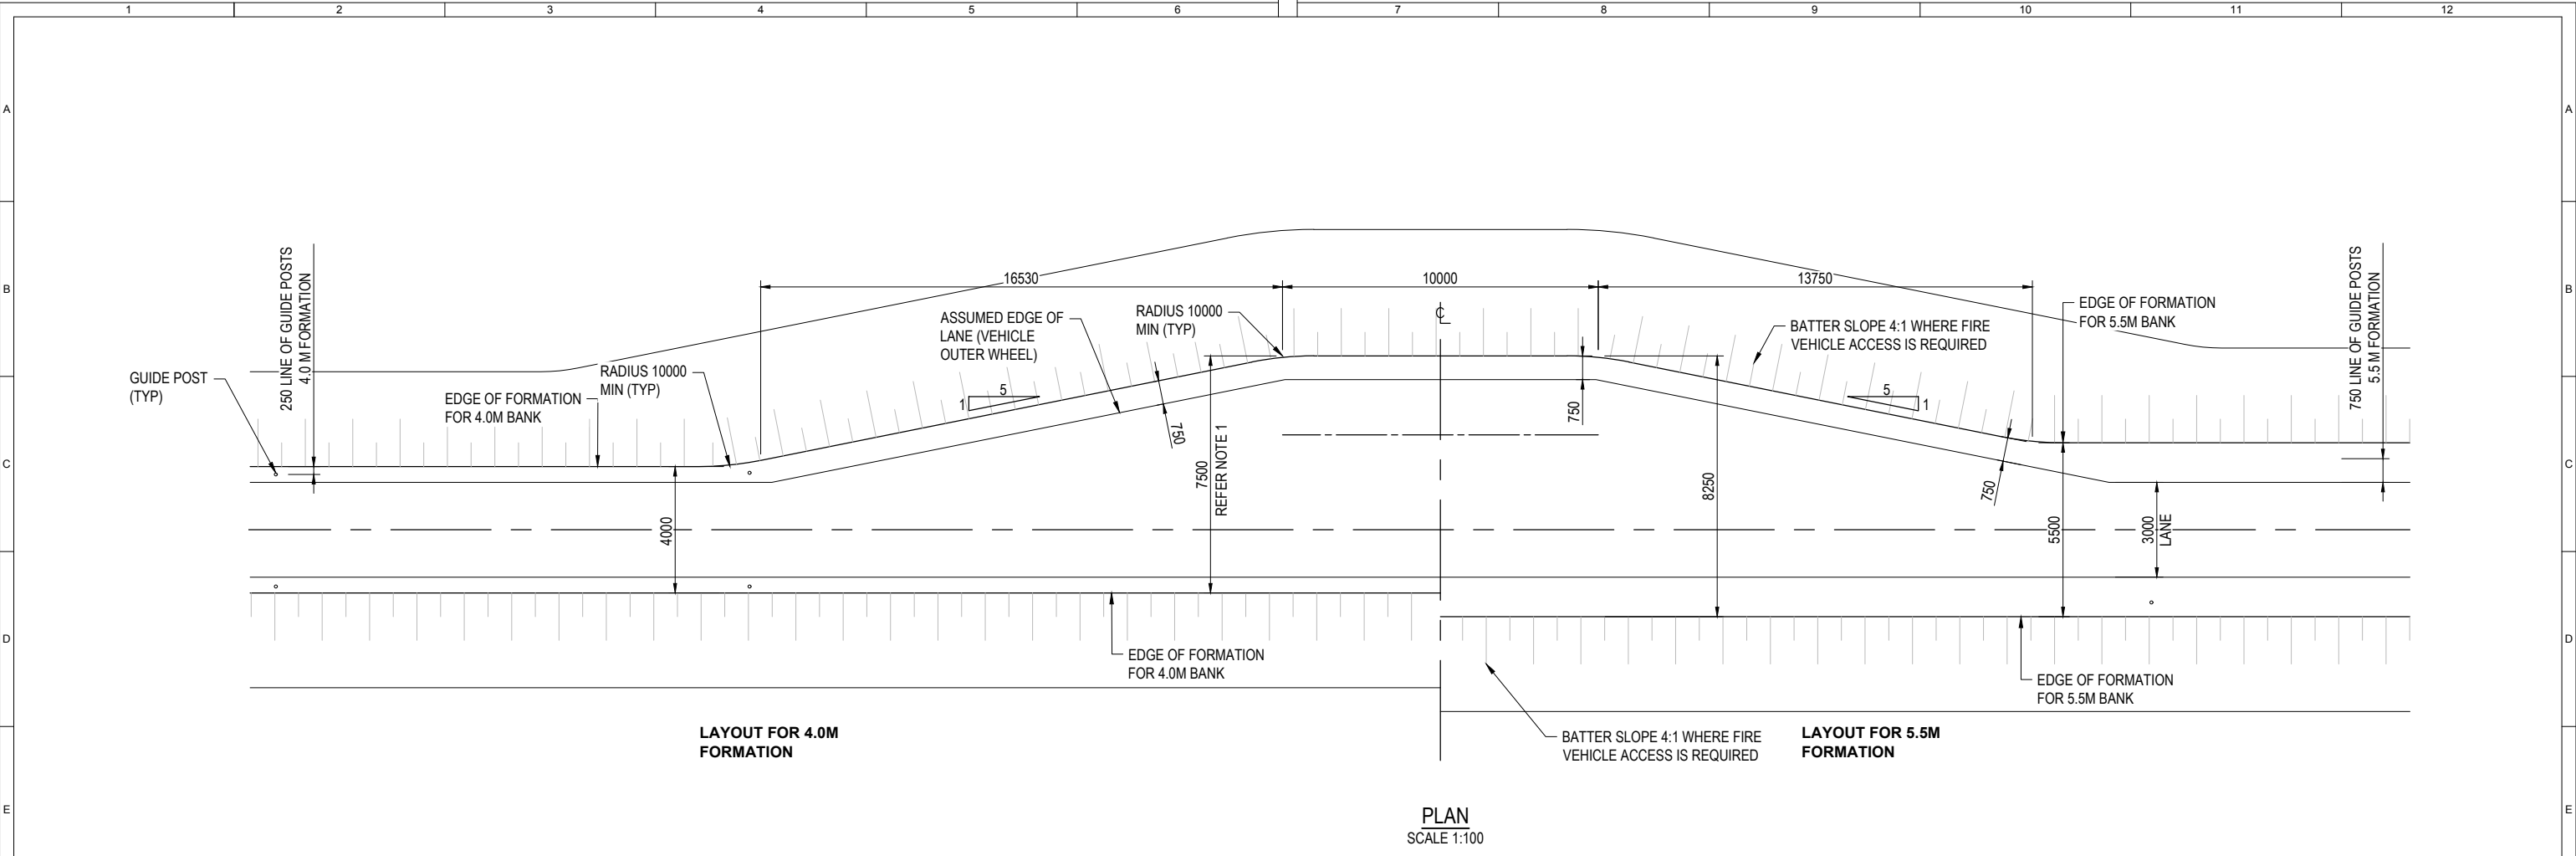 1 2 3 4 5 6 7 8 9 10 11 12
A A
250 LINE OF GUIDE POSTS
4.0 M FORMATION
16530
10000
13750
750 LINE OF GUIDE POSTS
5.5 M FORMATION
B B
EDGE OF FORMATION
FOR 5.5M BANK
ASSUMED EDGE OF
LANE (VEHICLE
OUTER WHEEL)
RADIUS 10000
MIN (TYP)
℄
BATTER SLOPE 4:1 WHERE FIRE
VEHICLE ACCESS IS REQUIRED
GUIDE POST
(TYP)
RADIUS 10000
MIN (TYP)
EDGE OF FORMATION
FOR 4.0M BANK
5
1
5
1
750
750
C C
7500
REFER NOTE 1
8250
750
4000
5500
3000
LANE
D D
EDGE OF FORMATION
FOR 4.0M BANK
EDGE OF FORMATION
FOR 5.5M BANK
LAYOUT FOR 4.0M
FORMATION
BATTER SLOPE 4:1 WHERE FIRE
VEHICLE ACCESS IS REQUIRED
LAYOUT FOR 5.5M
FORMATION
E E
PLAN
SCALE 1:100